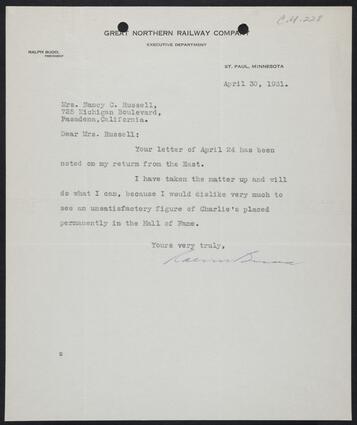 C.M.-228
GREAT NORTHERN RAILWAY COMPANY
EXECUTIVE DEPARTMENT
RALPH BUDD,
PRESIDENT
ST. PAUL, MINNESOTA
April 30, 1931.
Mrs. Nancy C. Russell,
725 Michigan Boulevard,
Pasadena,California.
Dear Mrs. Russell:
Your letter of April 24 has been
noted on my return from the East.
I have taken the matter up and will
do what I can, because I would dislike very much to
see an unsatisfactory figure of Charlie's placed
permanently in the Hall of Fame.
Yours very truly,
Ralph Budd